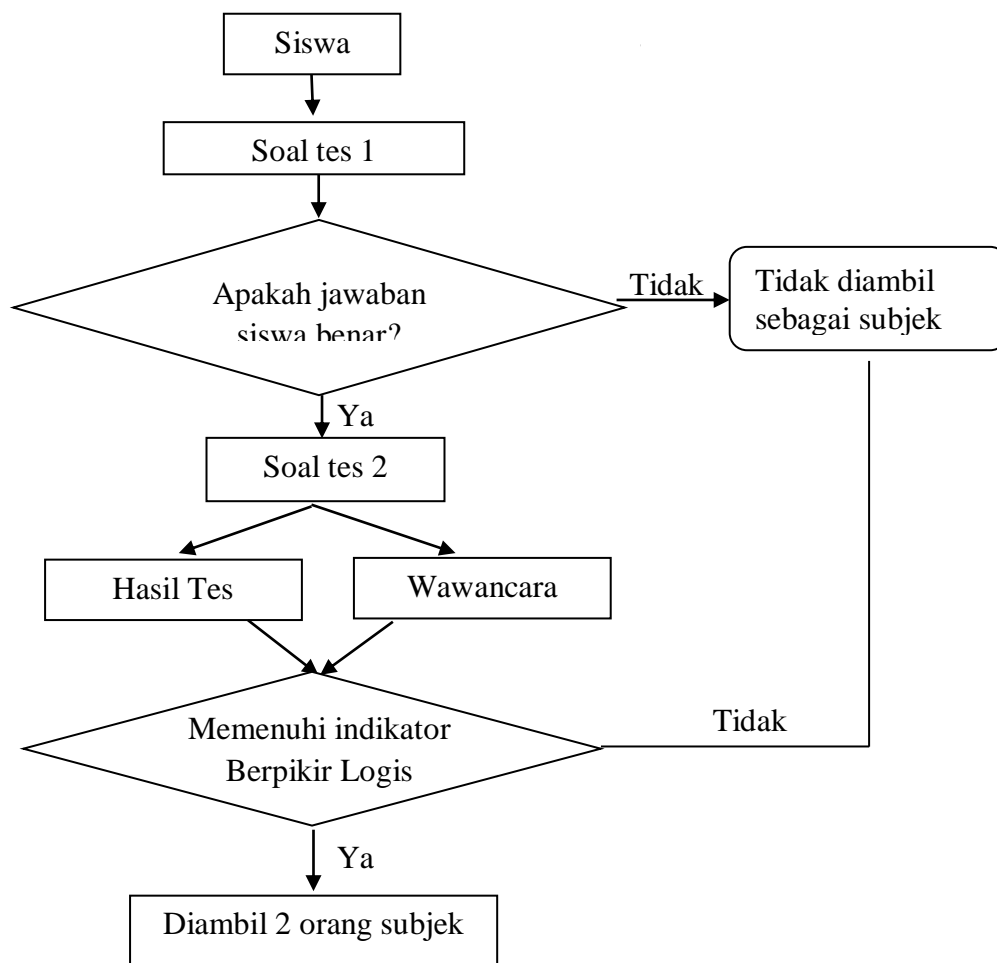 Siswa
Soal tes 1
Apakah jawaban
siswa benar?
Tidak
Tidak diambil
sebagai subjek
Ya
Soal tes 2
Hasil Tes
Wawancara
Memenuhi indikator
Berpikir Logis
Tidak
Ya
Diambil 2 orang subjek